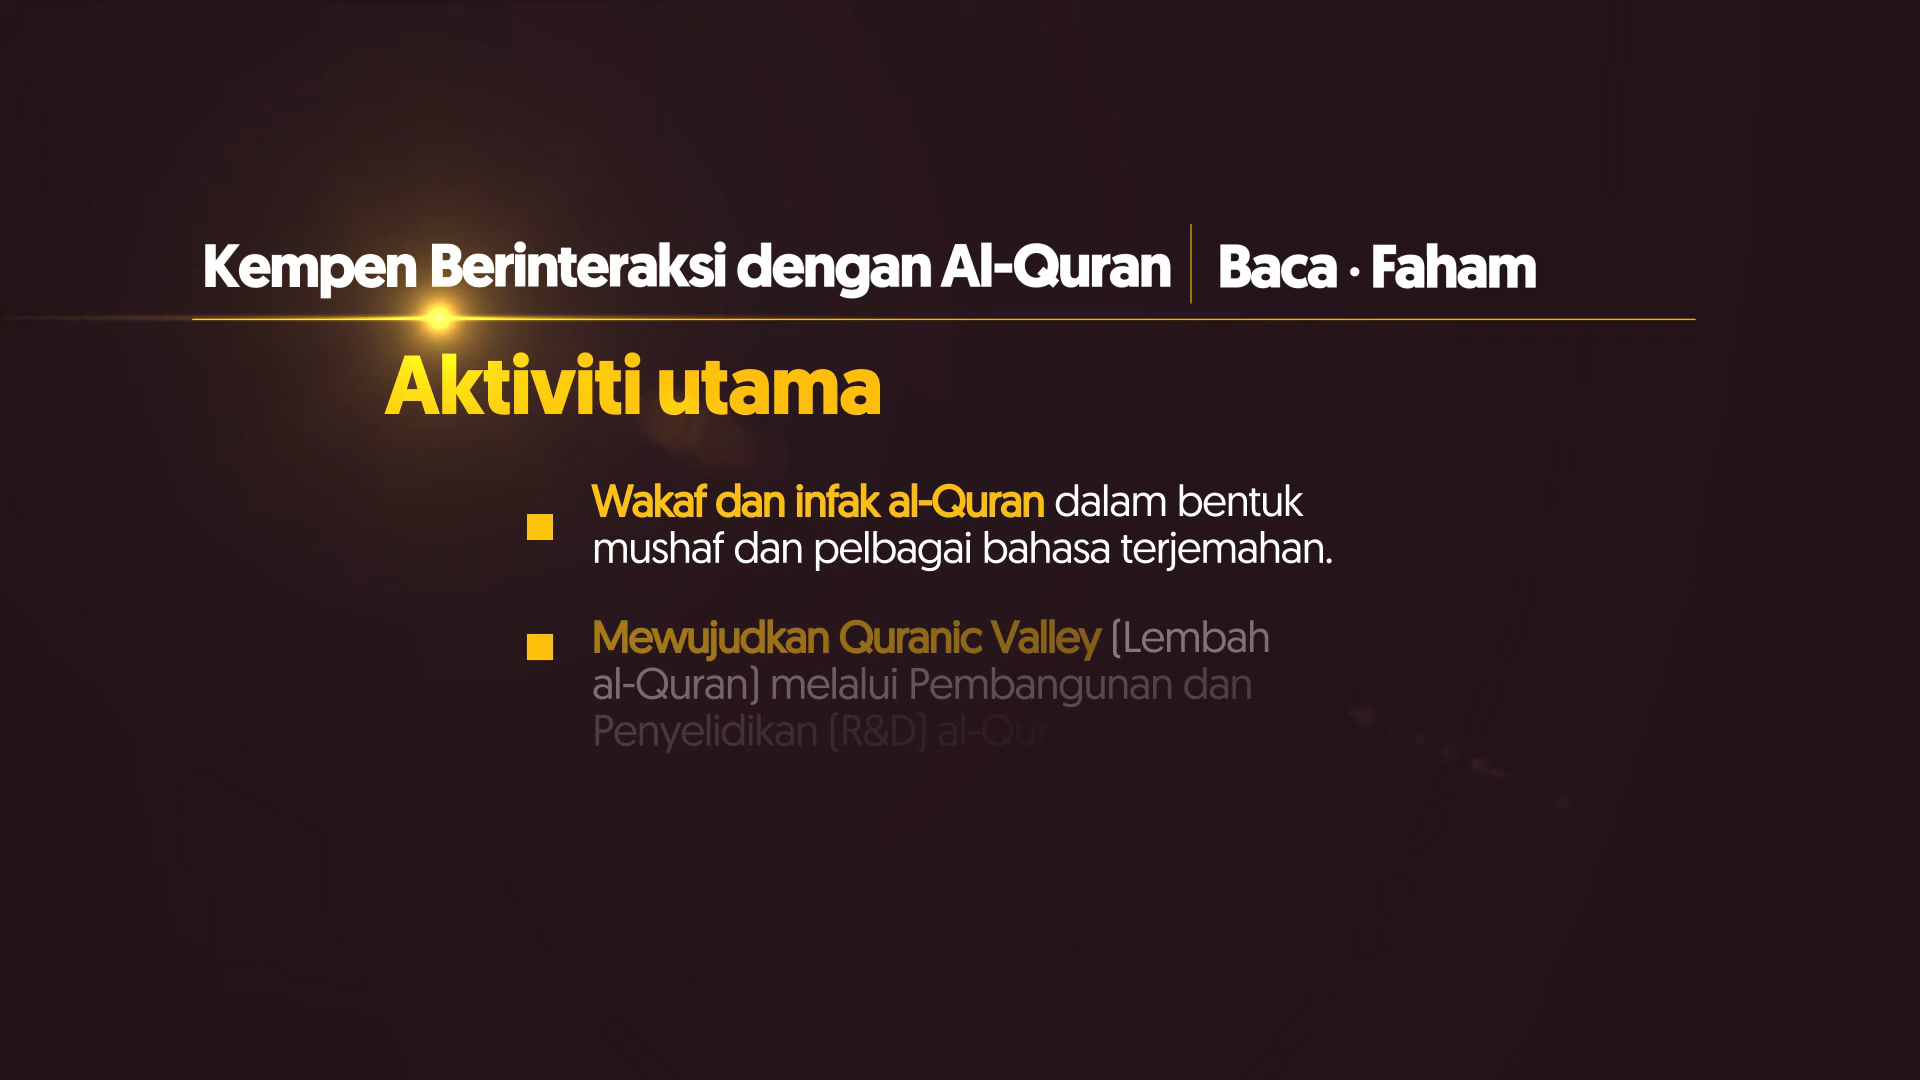 Kempen Berinteraksi dengan Al-Quran | Baca · Faham
Aktiviti utama
Wakaf dan infak al-Quran dalam bentuk
mushaf dan pelbagai bahasa terjemahan.
Mewujudkan Quranic Valley (Lembah
al-Quran) melalui Pembangunan dan
Penyelidikan (R&D)